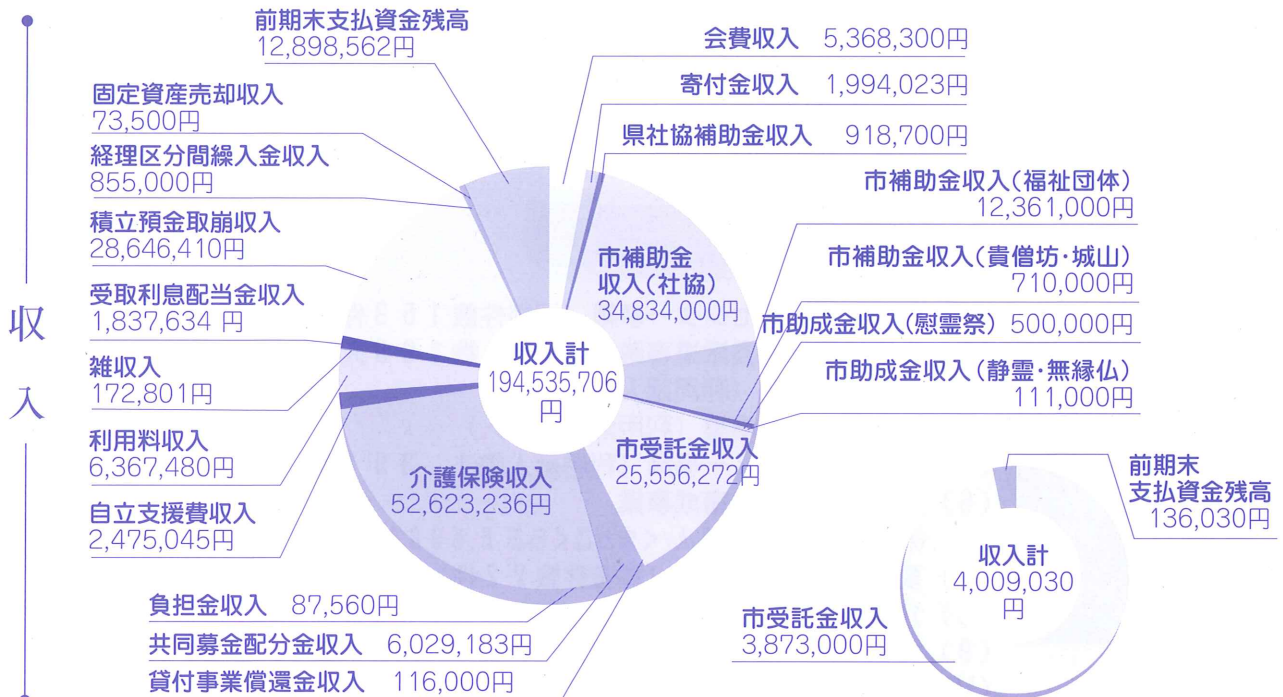 収入
前期末支払資金残高
12,898,562円
固定資産売却収入
73,500円
経理区分間繰入金収入
855,000円
積立預金取崩収入
28,646,410円
受取利息配当金収入
1,837,634 円
雑収入
172,801円
利用料収入
6,367,480円
自立支援費収入
2,475,045円
負担金収入 87,560円
共同募金配分金収入 6,029,183円
貸付事業償還金収入 116,000円
会費収入 5,368,300円
寄付金収入 1,994,023円
県社協補助金収入 918,700円
市補助金
収入(社協)
34,834,000円
市補助金収入(福祉団体)
12,361,000円
市補助金収入(貴僧坊・城山)
710,000円
市助成金収入(慰霊祭) 500,000円
市助成金収入(静霊・無縁仏)
111,000円
市受託金収入
25,556,272円
介護保険収入
52,623,236円
収入計
194,535,706
円
前期末
支払資金残高
136,030円
収入計
4,009,030
円
市受託金収入
3,873,000円